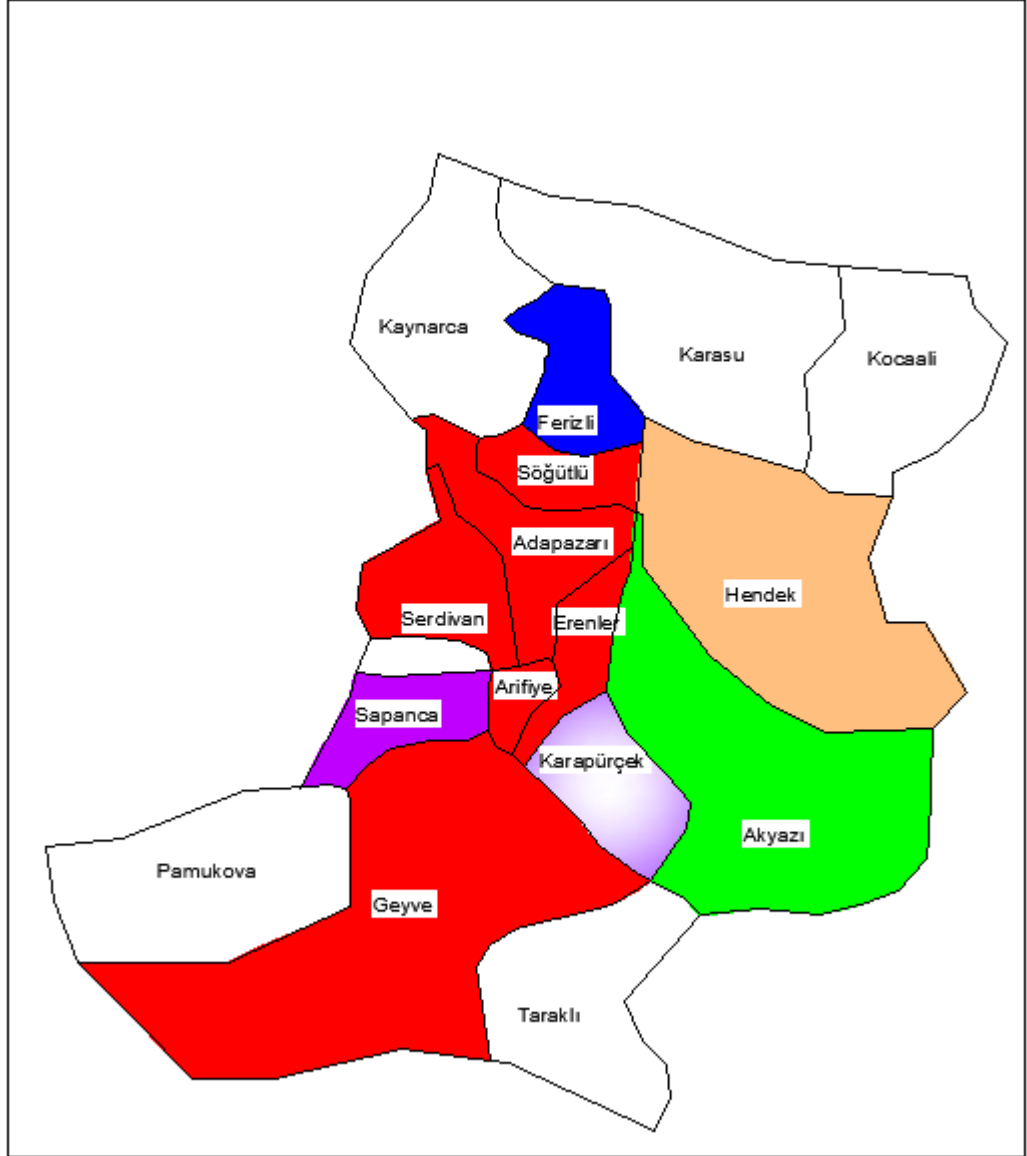 Kaynarca
Karasu
Kocaali
Ferizli
Söğütlü
Adapazarı
Hendek
Serdivan
Erenler
Arifiye
Sapanca
Karapürçek
Akyazı
Pamukova
Geyve
Taraklı